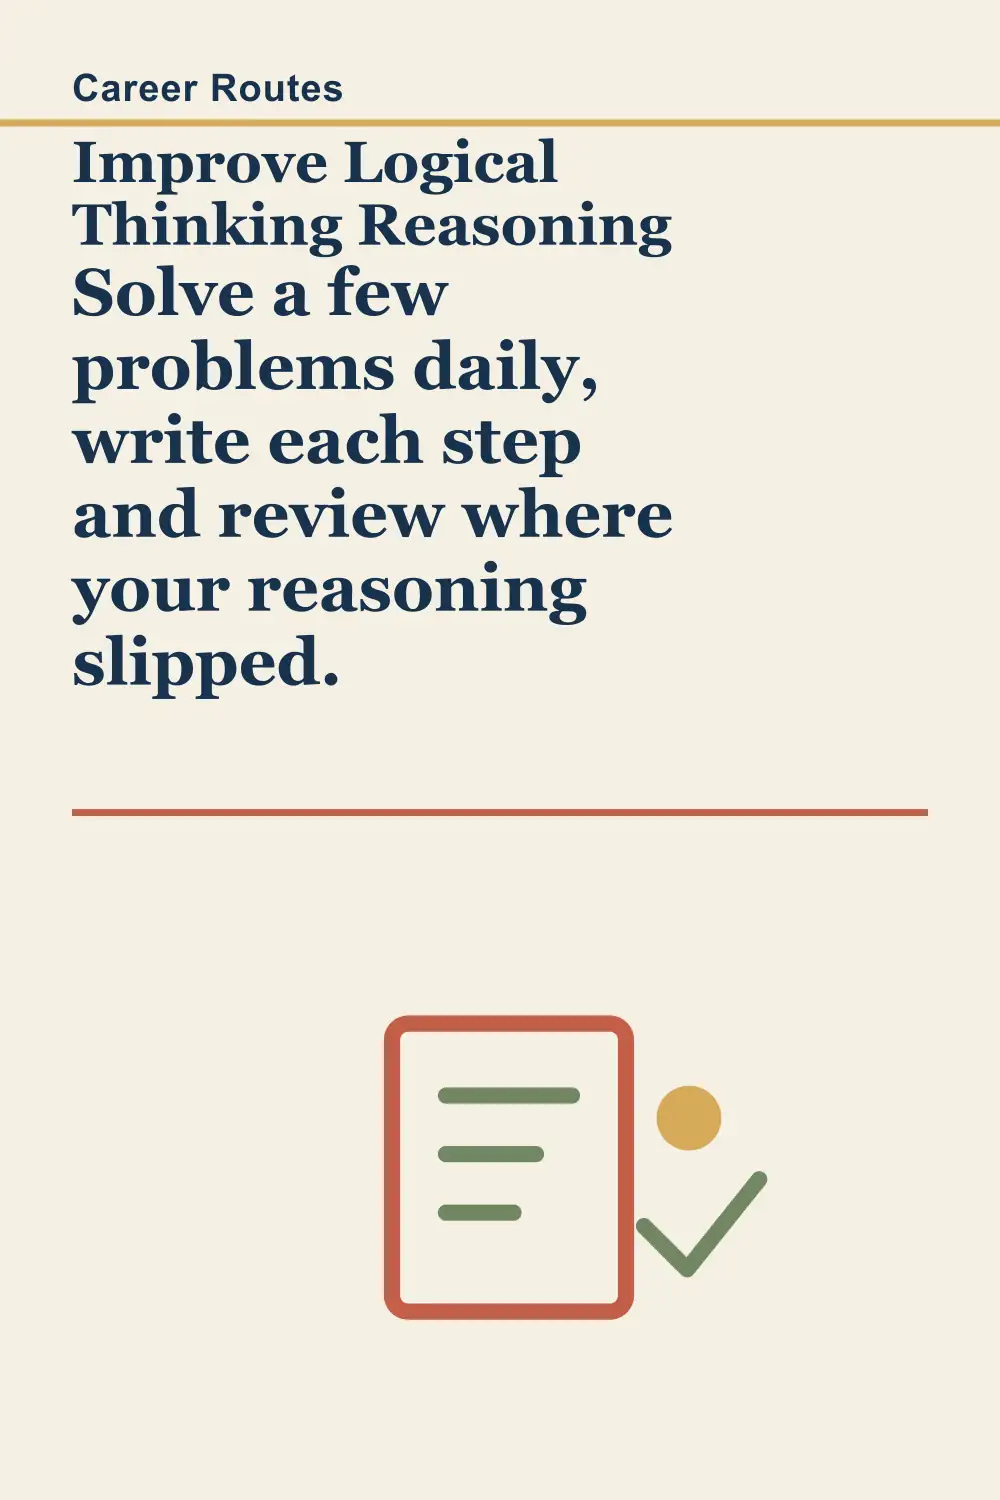 Career Routes
Improve Logical
Thinking Reasoning
Solve a few
problems daily,
write each step
and review where
your reasoning
slipped.